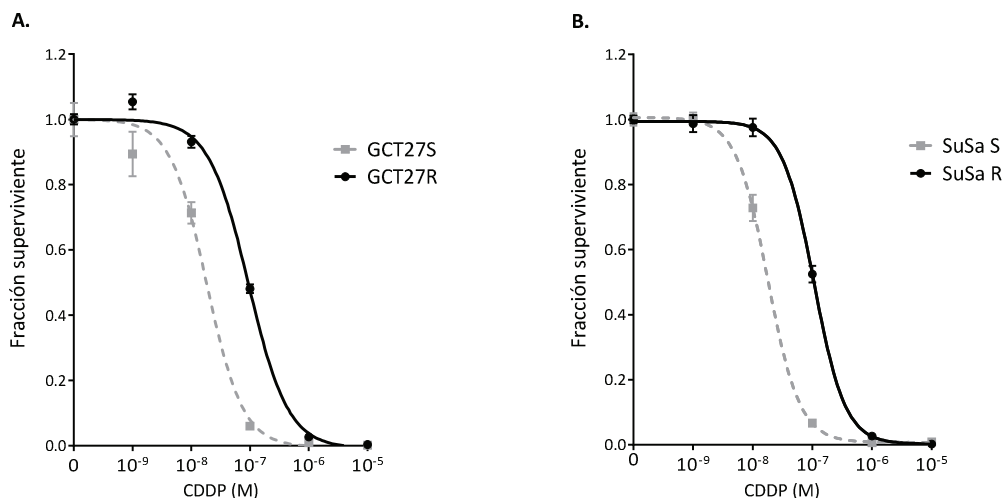 A.
1.2
1.0
0.8
0.6
0.4
0.2
0.0
Fracción superviviente
0 10⁻⁹ 10⁻⁸ 10⁻⁷ 10⁻⁶ 10⁻⁵
CDDP (M)
GCT27S
GCT27R
B.
1.2
1.0
0.8
0.6
0.4
0.2
0.0
Fracción superviviente
0 10⁻⁹ 10⁻⁸ 10⁻⁷ 10⁻⁶ 10⁻⁵
CDDP (M)
SuSa S
SuSa R